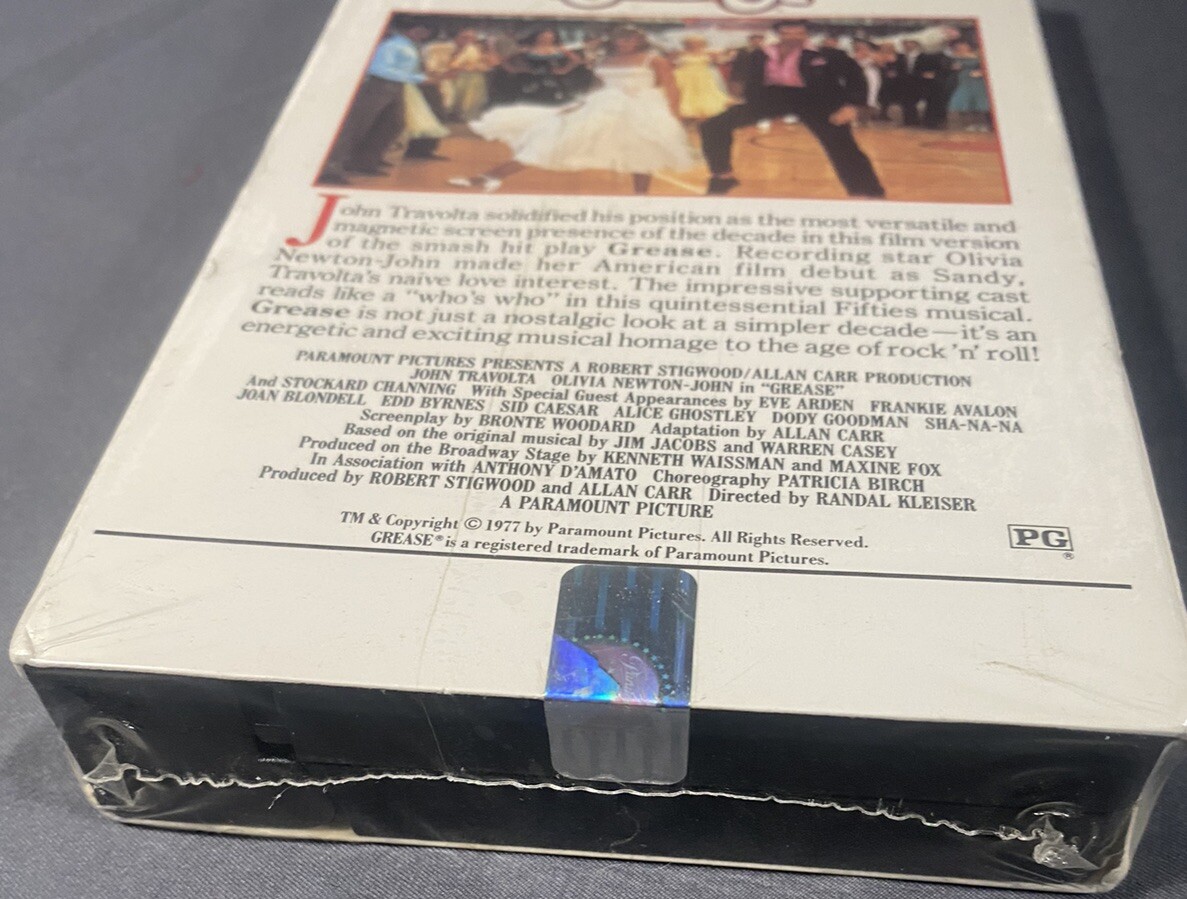 John Travolta solidified his position as the most versatile and
magnetic screen presence of the decade in this film version
of the smash hit play Grease. Recording star Olivia
Newton-John made her American film debut as Sandy,
Travolta's naive love interest. The impressive supporting cast
reads like a "who's who" in this quintessential Fifties musical.
Grease is not just a nostalgic look at a simpler decade—it's an
energetic and exciting musical homage to the age of rock 'n' roll!
PARAMOUNT PICTURES PRESENTS A ROBERT STIGWOOD/ALLAN CARR PRODUCTION
JOHN TRAVOLTA OLIVIA NEWTON-JOHN in "GREASE"
And STOCKARD CHANNING With Special Guest Appearances by EVE ARDEN FRANKIE AVALON
JOAN BLONDELL EDD BYRNES SID CAESAR ALICE GHOSTLEY DODY GOODMAN SHA-NA-NA
Screenplay by BRONTE WOODARD Adaptation by ALLAN CARR
Based on the original musical by JIM JACOBS and WARREN CASEY
Produced on the Broadway Stage by KENNETH WAISSMAN and MAXINE FOX
In Association with ANTHONY D'AMATO Choreography PATRICIA BIRCH
Produced by ROBERT STIGWOOD and ALLAN CARR Directed by RANDAL KLEISER
A PARAMOUNT PICTURE
TM & Copyright © 1977 by Paramount Pictures. All Rights Reserved.
GREASE® is a registered trademark of Paramount Pictures.
PG®